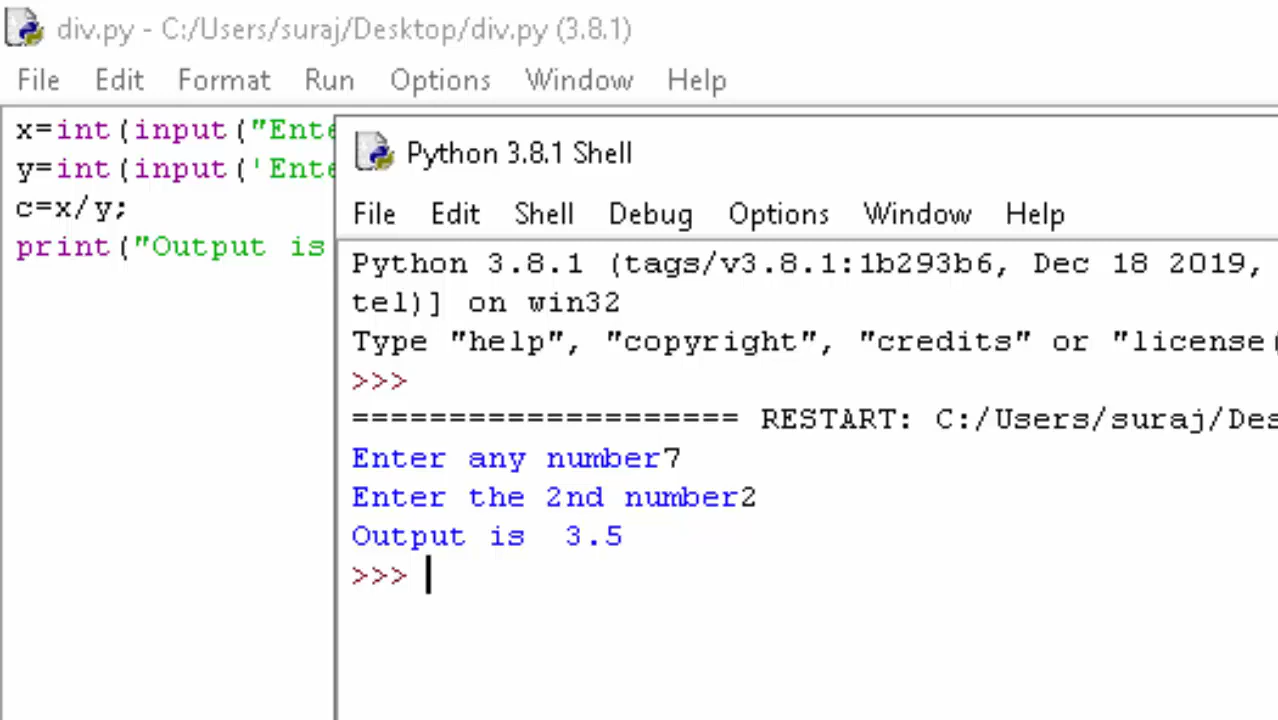 div.py - C:/Users/suraj/Desktop/div.py (3.8.1)
File Edit Format Run Options Window Help
x=int(input("Ente
y=int(input('Ente
c=x/y;
print("Output is
Python 3.8.1 Shell
File Edit Shell Debug Options Window Help
Python 3.8.1 (tags/v3.8.1:1b293b6, Dec 18 2019,
tel)] on win32
Type "help", "copyright", "credits" or "license(
>>>
==================== RESTART: C:/Users/suraj/Des
Enter any number7
Enter the 2nd number2
Output is  3.5
>>>